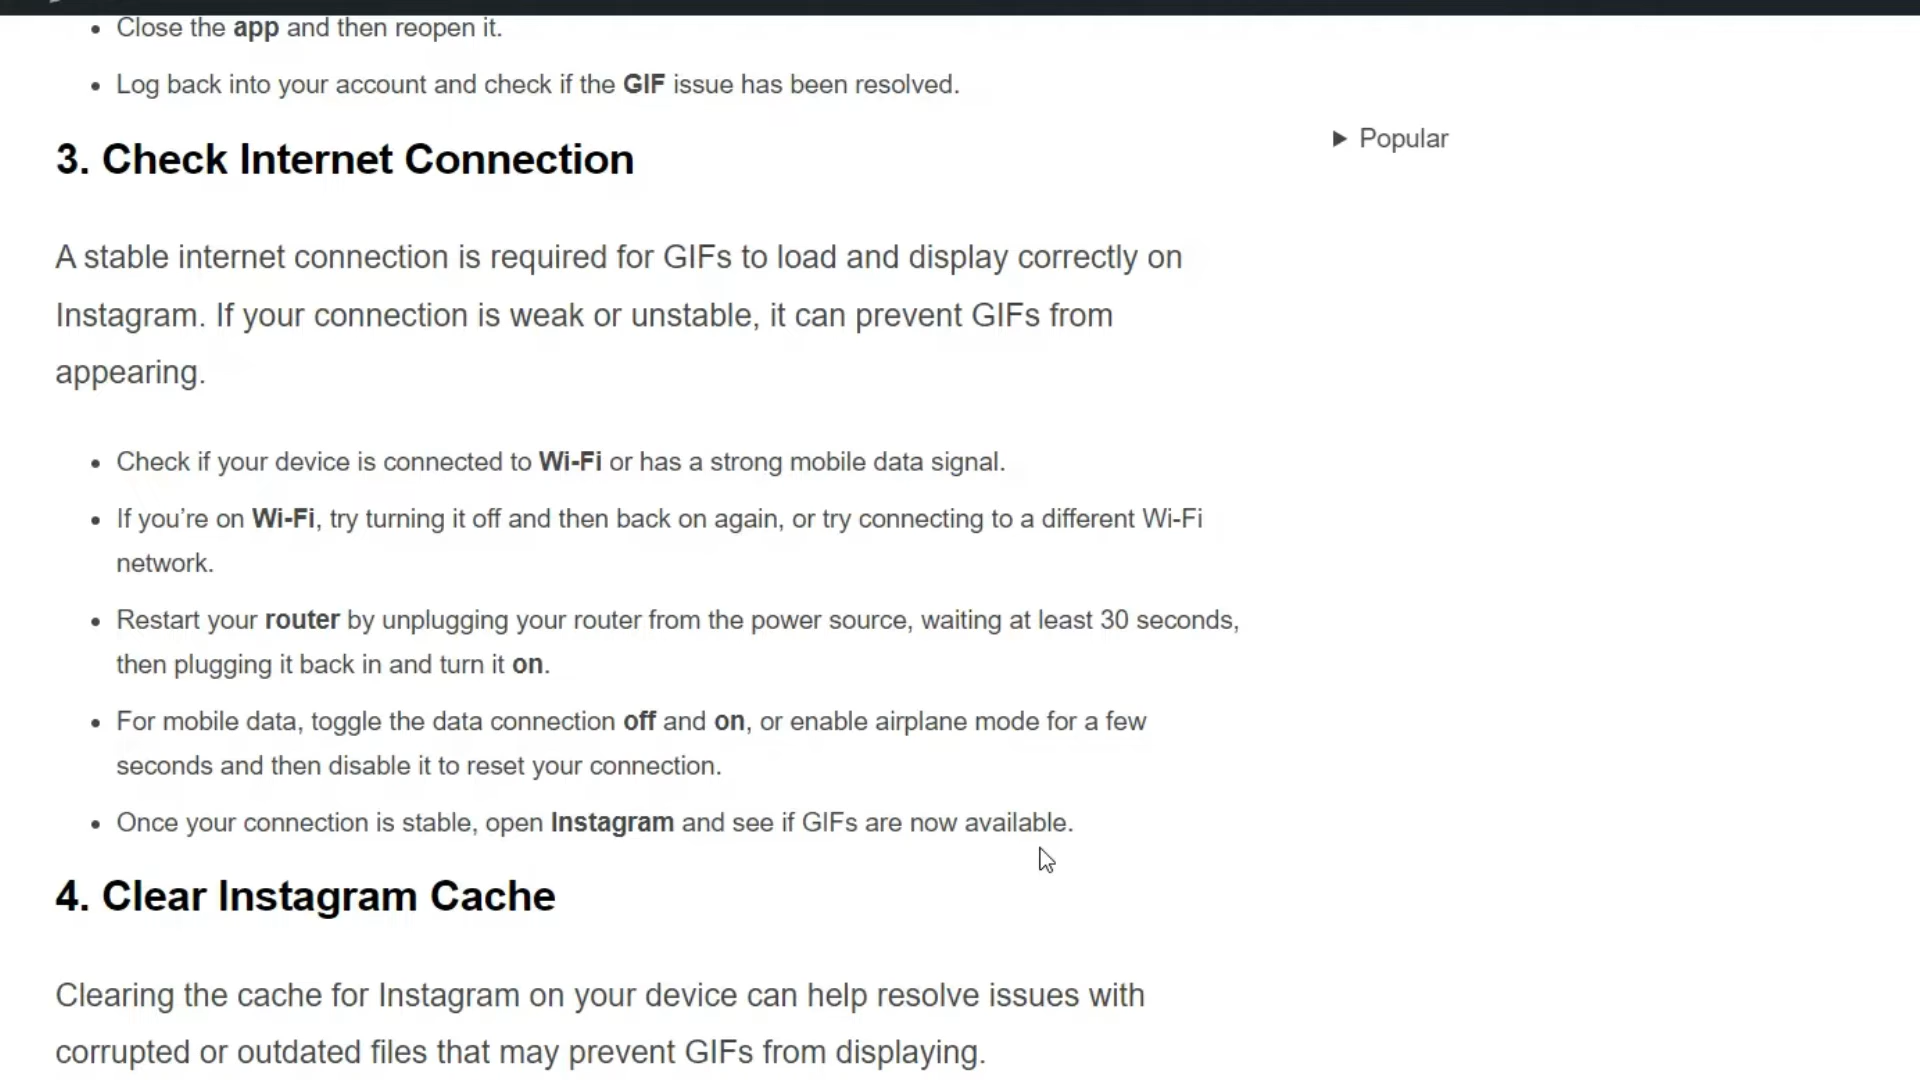 Close the app and then reopen it.
Log back into your account and check if the GIF issue has been resolved.
3. Check Internet Connection
Popular
A stable internet connection is required for GIFs to load and display correctly on
Instagram. If your connection is weak or unstable, it can prevent GIFs from
appearing.
Check if your device is connected to Wi-Fi or has a strong mobile data signal.
If you’re on Wi-Fi, try turning it off and then back on again, or try connecting to a different Wi-Fi
network.
Restart your router by unplugging your router from the power source, waiting at least 30 seconds,
then plugging it back in and turn it on.
For mobile data, toggle the data connection off and on, or enable airplane mode for a few
seconds and then disable it to reset your connection.
Once your connection is stable, open Instagram and see if GIFs are now available.
4. Clear Instagram Cache
Clearing the cache for Instagram on your device can help resolve issues with
corrupted or outdated files that may prevent GIFs from displaying.